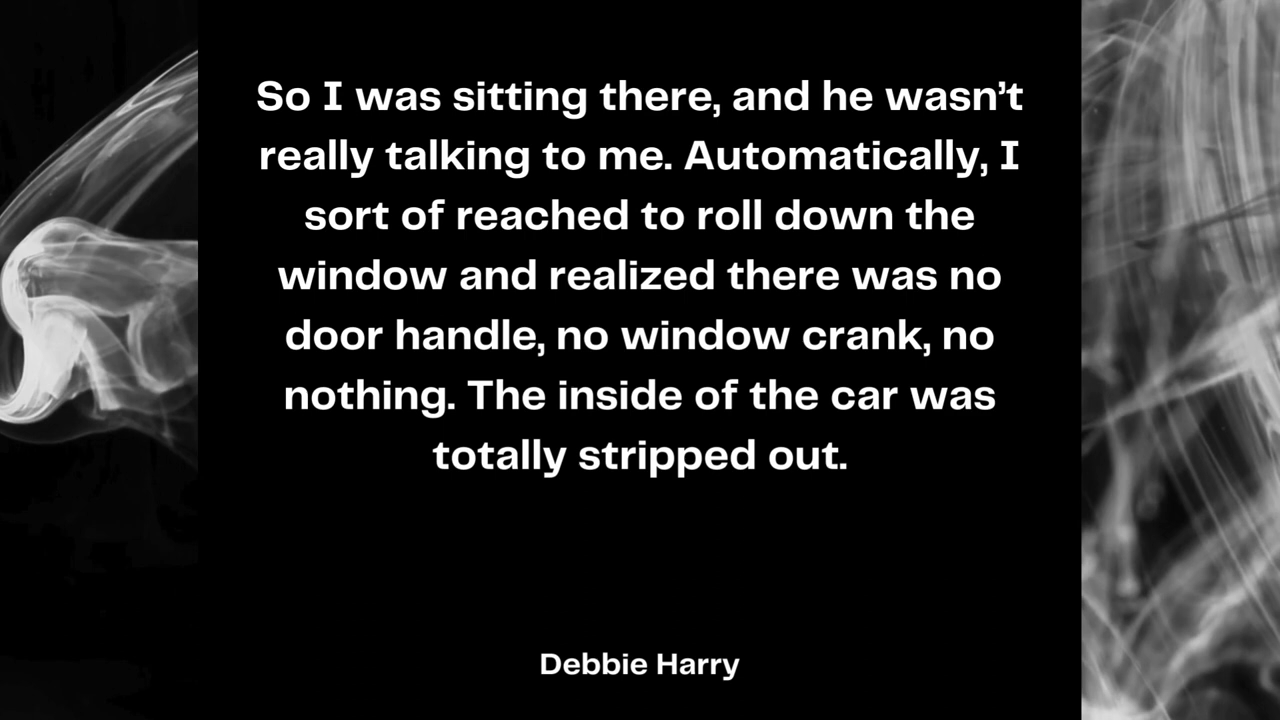 So I was sitting there, and he wasn’t
really talking to me. Automatically, I
sort of reached to roll down the
window and realized there was no
door handle, no window crank, no
nothing. The inside of the car was
totally stripped out.
Debbie Harry